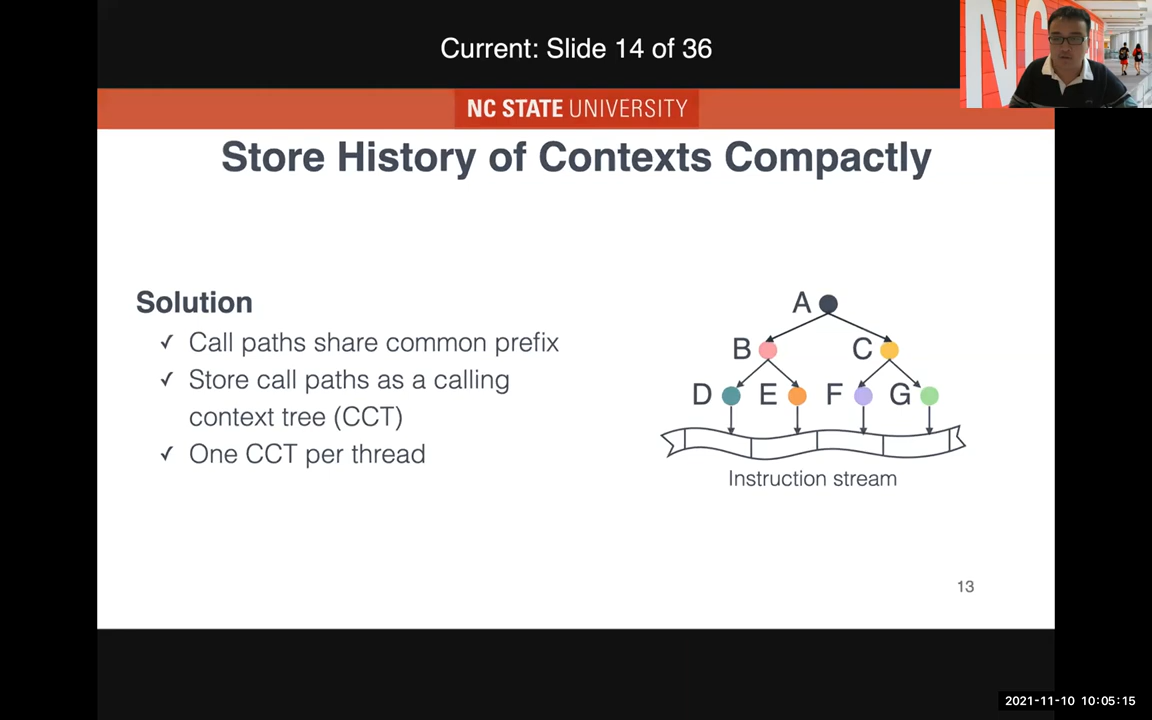 Current: Slide 14 of 36
NC STATE UNIVERSITY
Store History of Contexts Compactly
Solution
✓ Call paths share common prefix
✓ Store call paths as a calling
context tree (CCT)
✓ One CCT per thread
A
B C
D E F G
Instruction stream
13
NC
2021-11-10 10:05:15